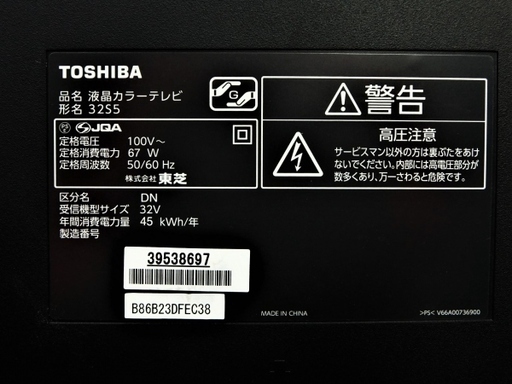 TOSHIBA
品名 液晶カラーテレビ
形名 32S5
G
PS
E JQA
定格電圧 100V～
定格消費電力 67 W
定格周波数 50/60 Hz
株式会社 東芝
区分名 DN
受信機型サイズ 32V
年間消費電力量 45 kWh/年
製造番号
39538697
B86B23DFEC38
警告
高圧注意
サービスマン以外の方は裏ぶたをあけ
ないでください。内部には高電圧部分が
数多くあり、万一さわると危険です。
MADE IN CHINA
>PS< V66A00736900